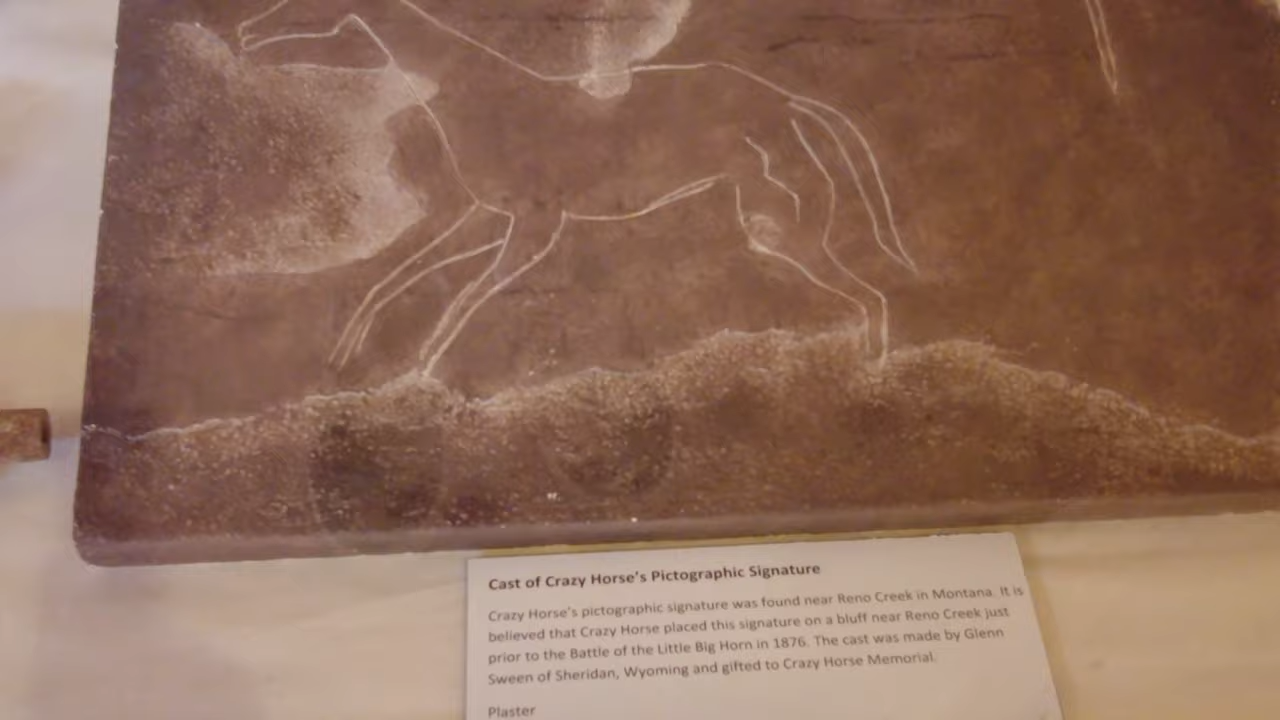 Cast of Crazy Horse's Pictographic Signature
Crazy Horse's pictographic signature was found near Reno Creek in Montana. It is
believed that Crazy Horse placed this signature on a bluff near Reno Creek just
prior to the Battle of the Little Big Horn in 1876. The cast was made by Glenn
Sween of Sheridan, Wyoming and gifted to Crazy Horse Memorial.
Plaster